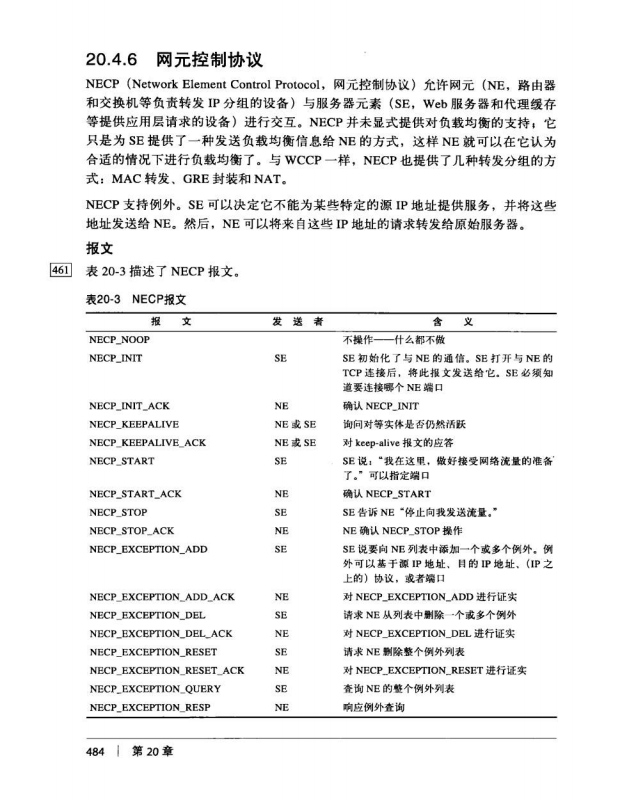 20.4.6 网元控制协议
NECP（Network Element Control Protocol，网元控制协议）允许网元（NE，路由器
和交换机等负责转发 IP 分组的设备）与服务器元素（SE，Web 服务器和代理缓存
等提供应用层请求的设备）进行交互。NECP 并未显式提供对负载均衡的支持；它
只是为 SE 提供了一种发送负载均衡信息给 NE 的方式，这样 NE 就可以在它认为
合适的情况下进行负载均衡了。与 WCCP 一样，NECP 也提供了几种转发分组的方
式：MAC 转发、GRE 封装和 NAT。
NECP 支持例外。SE 可以决定它不能为某些特定的源 IP 地址提供服务，并将这些
地址发送给 NE。然后，NE 可以将来自这些 IP 地址的请求转发给原始服务器。
报文
461 表 20-3 描述了 NECP 报文。
表20-3 NECP报文
报文 发送者 含义
NECP_NOOP 不操作——什么都不做
NECP_INIT SE SE 初始化了与 NE 的通信。SE 打开与 NE 的
TCP 连接后，将此报文发送给它。SE 必须知
道要连接哪个 NE 端口
NECP_INIT_ACK NE 确认 NECP_INIT
NECP_KEEPALIVE NE 或 SE 询问对等实体是否仍然活跃
NECP_KEEPALIVE_ACK NE 或 SE 对 keep-alive 报文的应答
NECP_START SE SE 说：“我在这里，做好接受网络流量的准备
了。”可以指定端口
NECP_START_ACK NE 确认 NECP_START
NECP_STOP SE SE 告诉 NE “停止向我发送流量。”
NECP_STOP_ACK NE NE 确认 NECP_STOP 操作
NECP_EXCEPTION_ADD SE SE 说要向 NE 列表中添加一个或多个例外。例
外可以基于源 IP 地址、目的 IP 地址、（IP 之
上的）协议，或者端口
NECP_EXCEPTION_ADD_ACK NE 对 NECP_EXCEPTION_ADD 进行证实
NECP_EXCEPTION_DEL SE 请求 NE 从列表中删除一个或多个例外
NECP_EXCEPTION_DEL_ACK NE 对 NECP_EXCEPTION_DEL 进行证实
NECP_EXCEPTION_RESET SE 请求 NE 删除整个例外列表
NECP_EXCEPTION_RESET_ACK NE 对 NECP_EXCEPTION_RESET 进行证实
NECP_EXCEPTION_QUERY SE 查询 NE 的整个例外列表
NECP_EXCEPTION_RESP NE 响应例外查询
484 | 第 20 章